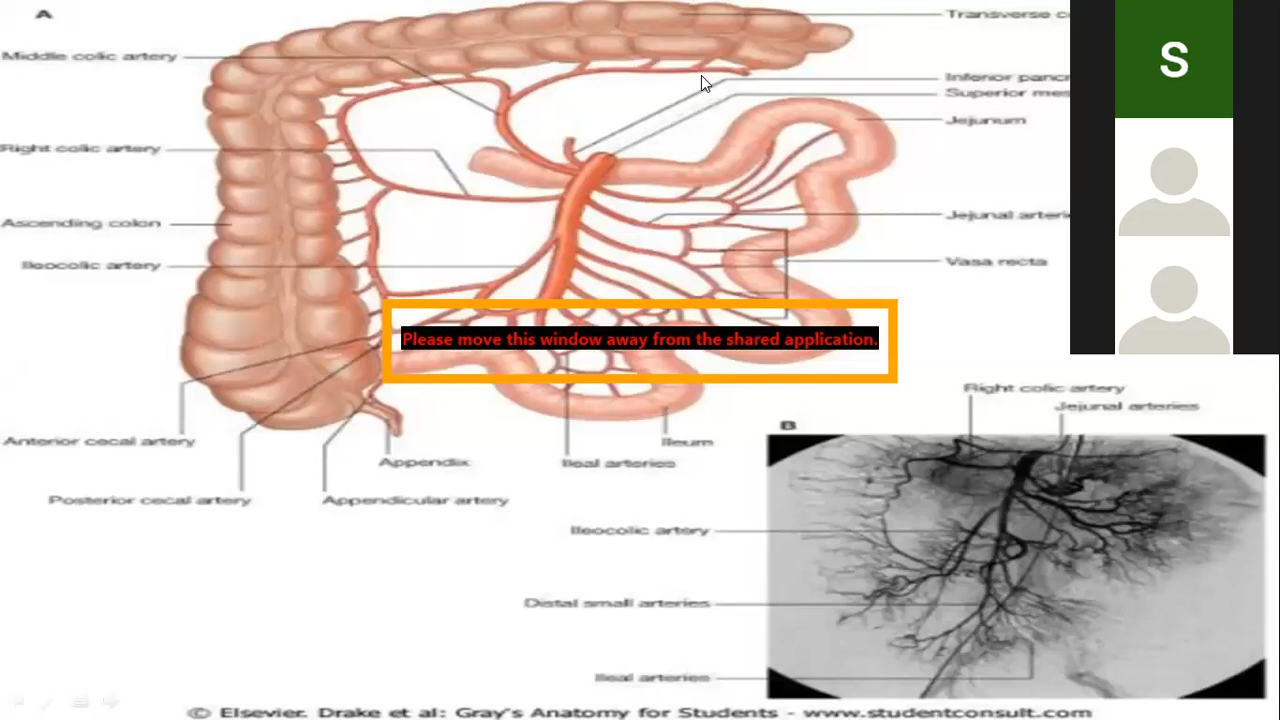 A
Transverse c
Middle colic artery
Inferior pancr
Superior mes
Jejunum
Right colic artery
Jejunal arteri
Ascending colon
Vasa recta
Ileocolic artery
Please move this window away from the shared application.
Anterior cecal artery
Ileum
Appendix
Ileal arteries
Posterior cecal artery
Appendicular artery
S
Right colic artery
Jejunal arteries
B
Ileocolic artery
Distal small arteries
Ileal arteries
© Elsevier. Drake et al: Gray's Anatomy for Students - www.studentconsult.com